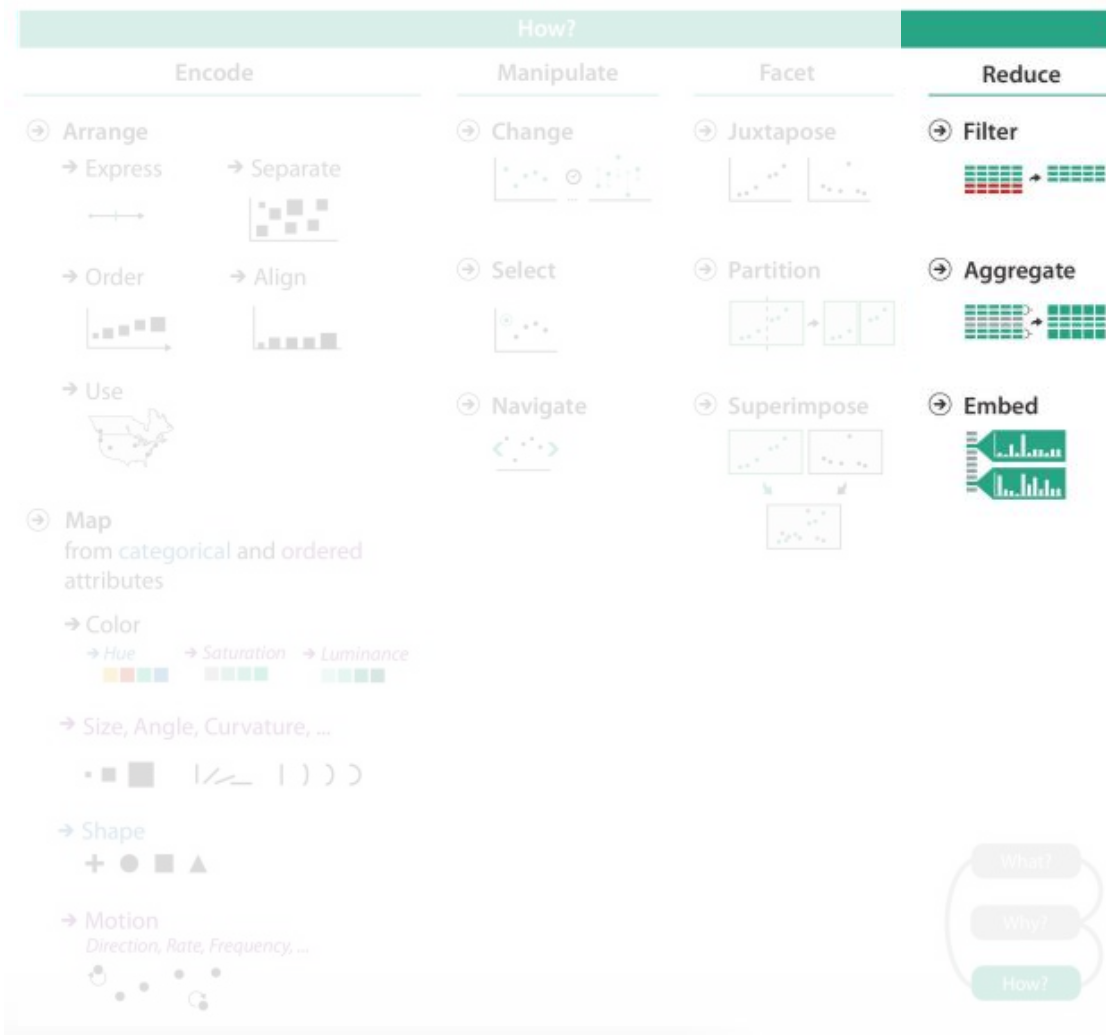 How?
Encode
Manipulate
Facet
Reduce
Arrange
Express
Separate
Order
Align
Use
Map
from categorical and ordered
attributes
Color
Hue
Saturation
Luminance
Size, Angle, Curvature, ...
Shape
Motion
Direction, Rate, Frequency, ...
Change
Select
Navigate
Juxtapose
Partition
Superimpose
Filter
Aggregate
Embed
What?
Why?
How?